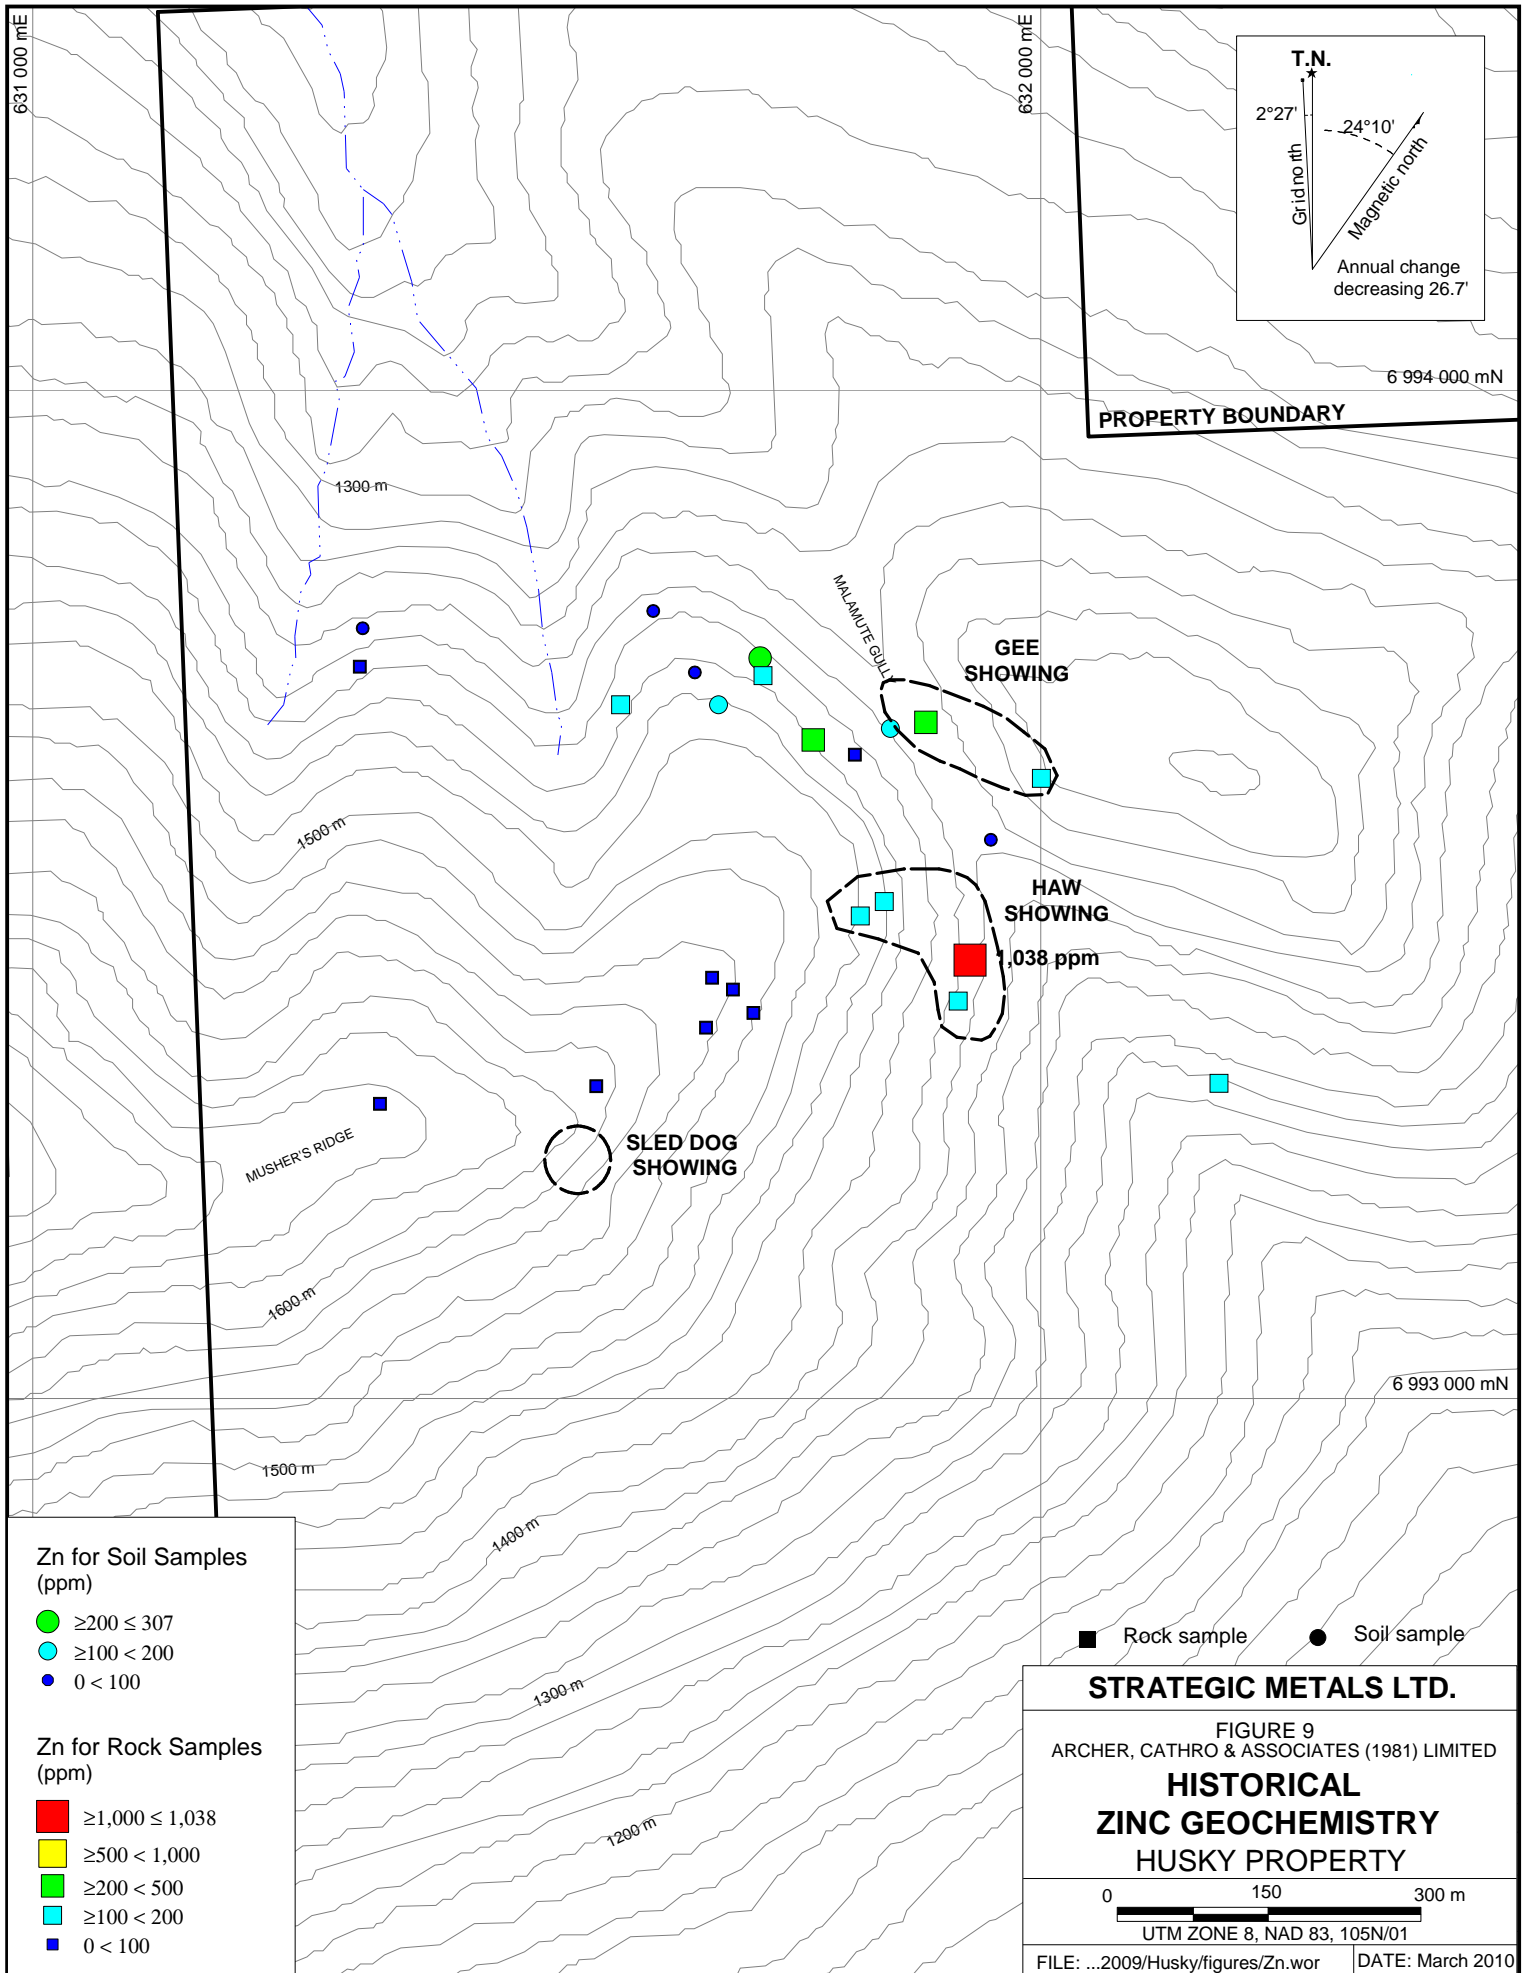 631 000 mE
632 000 mE
T.N.
2°27'
24°10'
Grid north
Magnetic north
Annual change
decreasing 26.7'
6 994 000 mN
PROPERTY BOUNDARY
1300 m
MALAMUTE GULLY
GEE
SHOWING
1500 m
HAW
SHOWING
1,038 ppm
SLED DOG
SHOWING
MUSHER'S RIDGE
1600 m
6 993 000 mN
1500 m
1400 m
1300 m
1200 m
Zn for Soil Samples
(ppm)
≥200 ≤ 307
≥100 < 200
0 < 100
Zn for Rock Samples
(ppm)
≥1,000 ≤ 1,038
≥500 < 1,000
≥200 < 500
≥100 < 200
0 < 100
Rock sample
Soil sample
STRATEGIC METALS LTD.
FIGURE 9
ARCHER, CATHRO & ASSOCIATES (1981) LIMITED
HISTORICAL
ZINC GEOCHEMISTRY
HUSKY PROPERTY
0 150 300 m
UTM ZONE 8, NAD 83, 105N/01
FILE: ...2009/Husky/figures/Zn.wor
DATE: March 2010